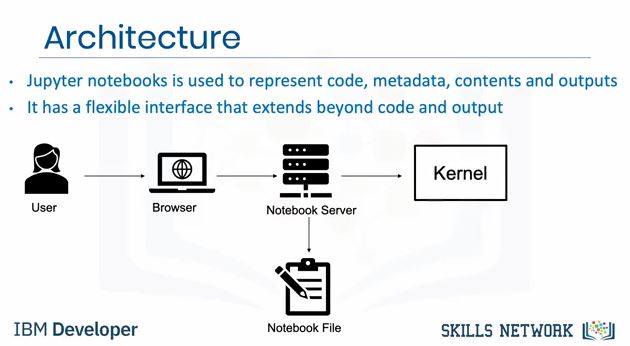 Architecture
• Jupyter notebooks is used to represent code, metadata, contents and outputs
• It has a flexible interface that extends beyond code and output
User
Browser
Notebook Server
Kernel
Notebook File
IBM Developer
SKILLS NETWORK